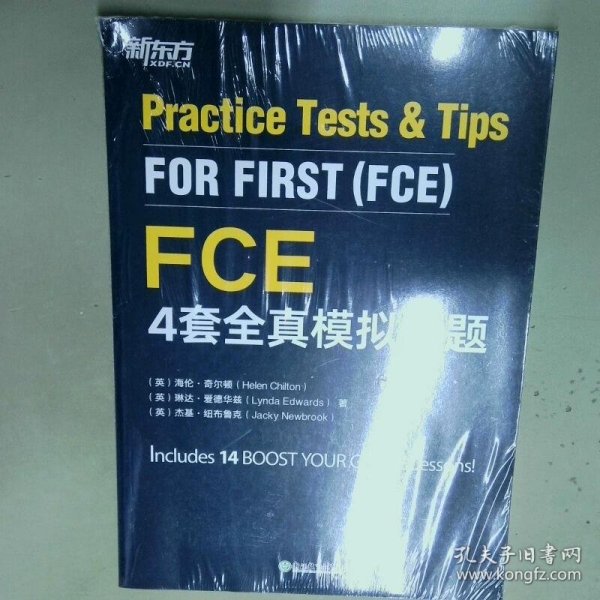 新东方
XDF.CN
Practice Tests & Tips
FOR FIRST (FCE)
FCE
4套全真模拟 题
(英) 海伦·奇尔顿 (Helen Chilton)
(英) 琳达·爱德华兹 (Lynda Edwards) 著
(英) 杰基·纽布鲁克 (Jacky Newbrook)
Includes 14 BOOST YOUR
孔夫子旧书网
www.kongfz.com